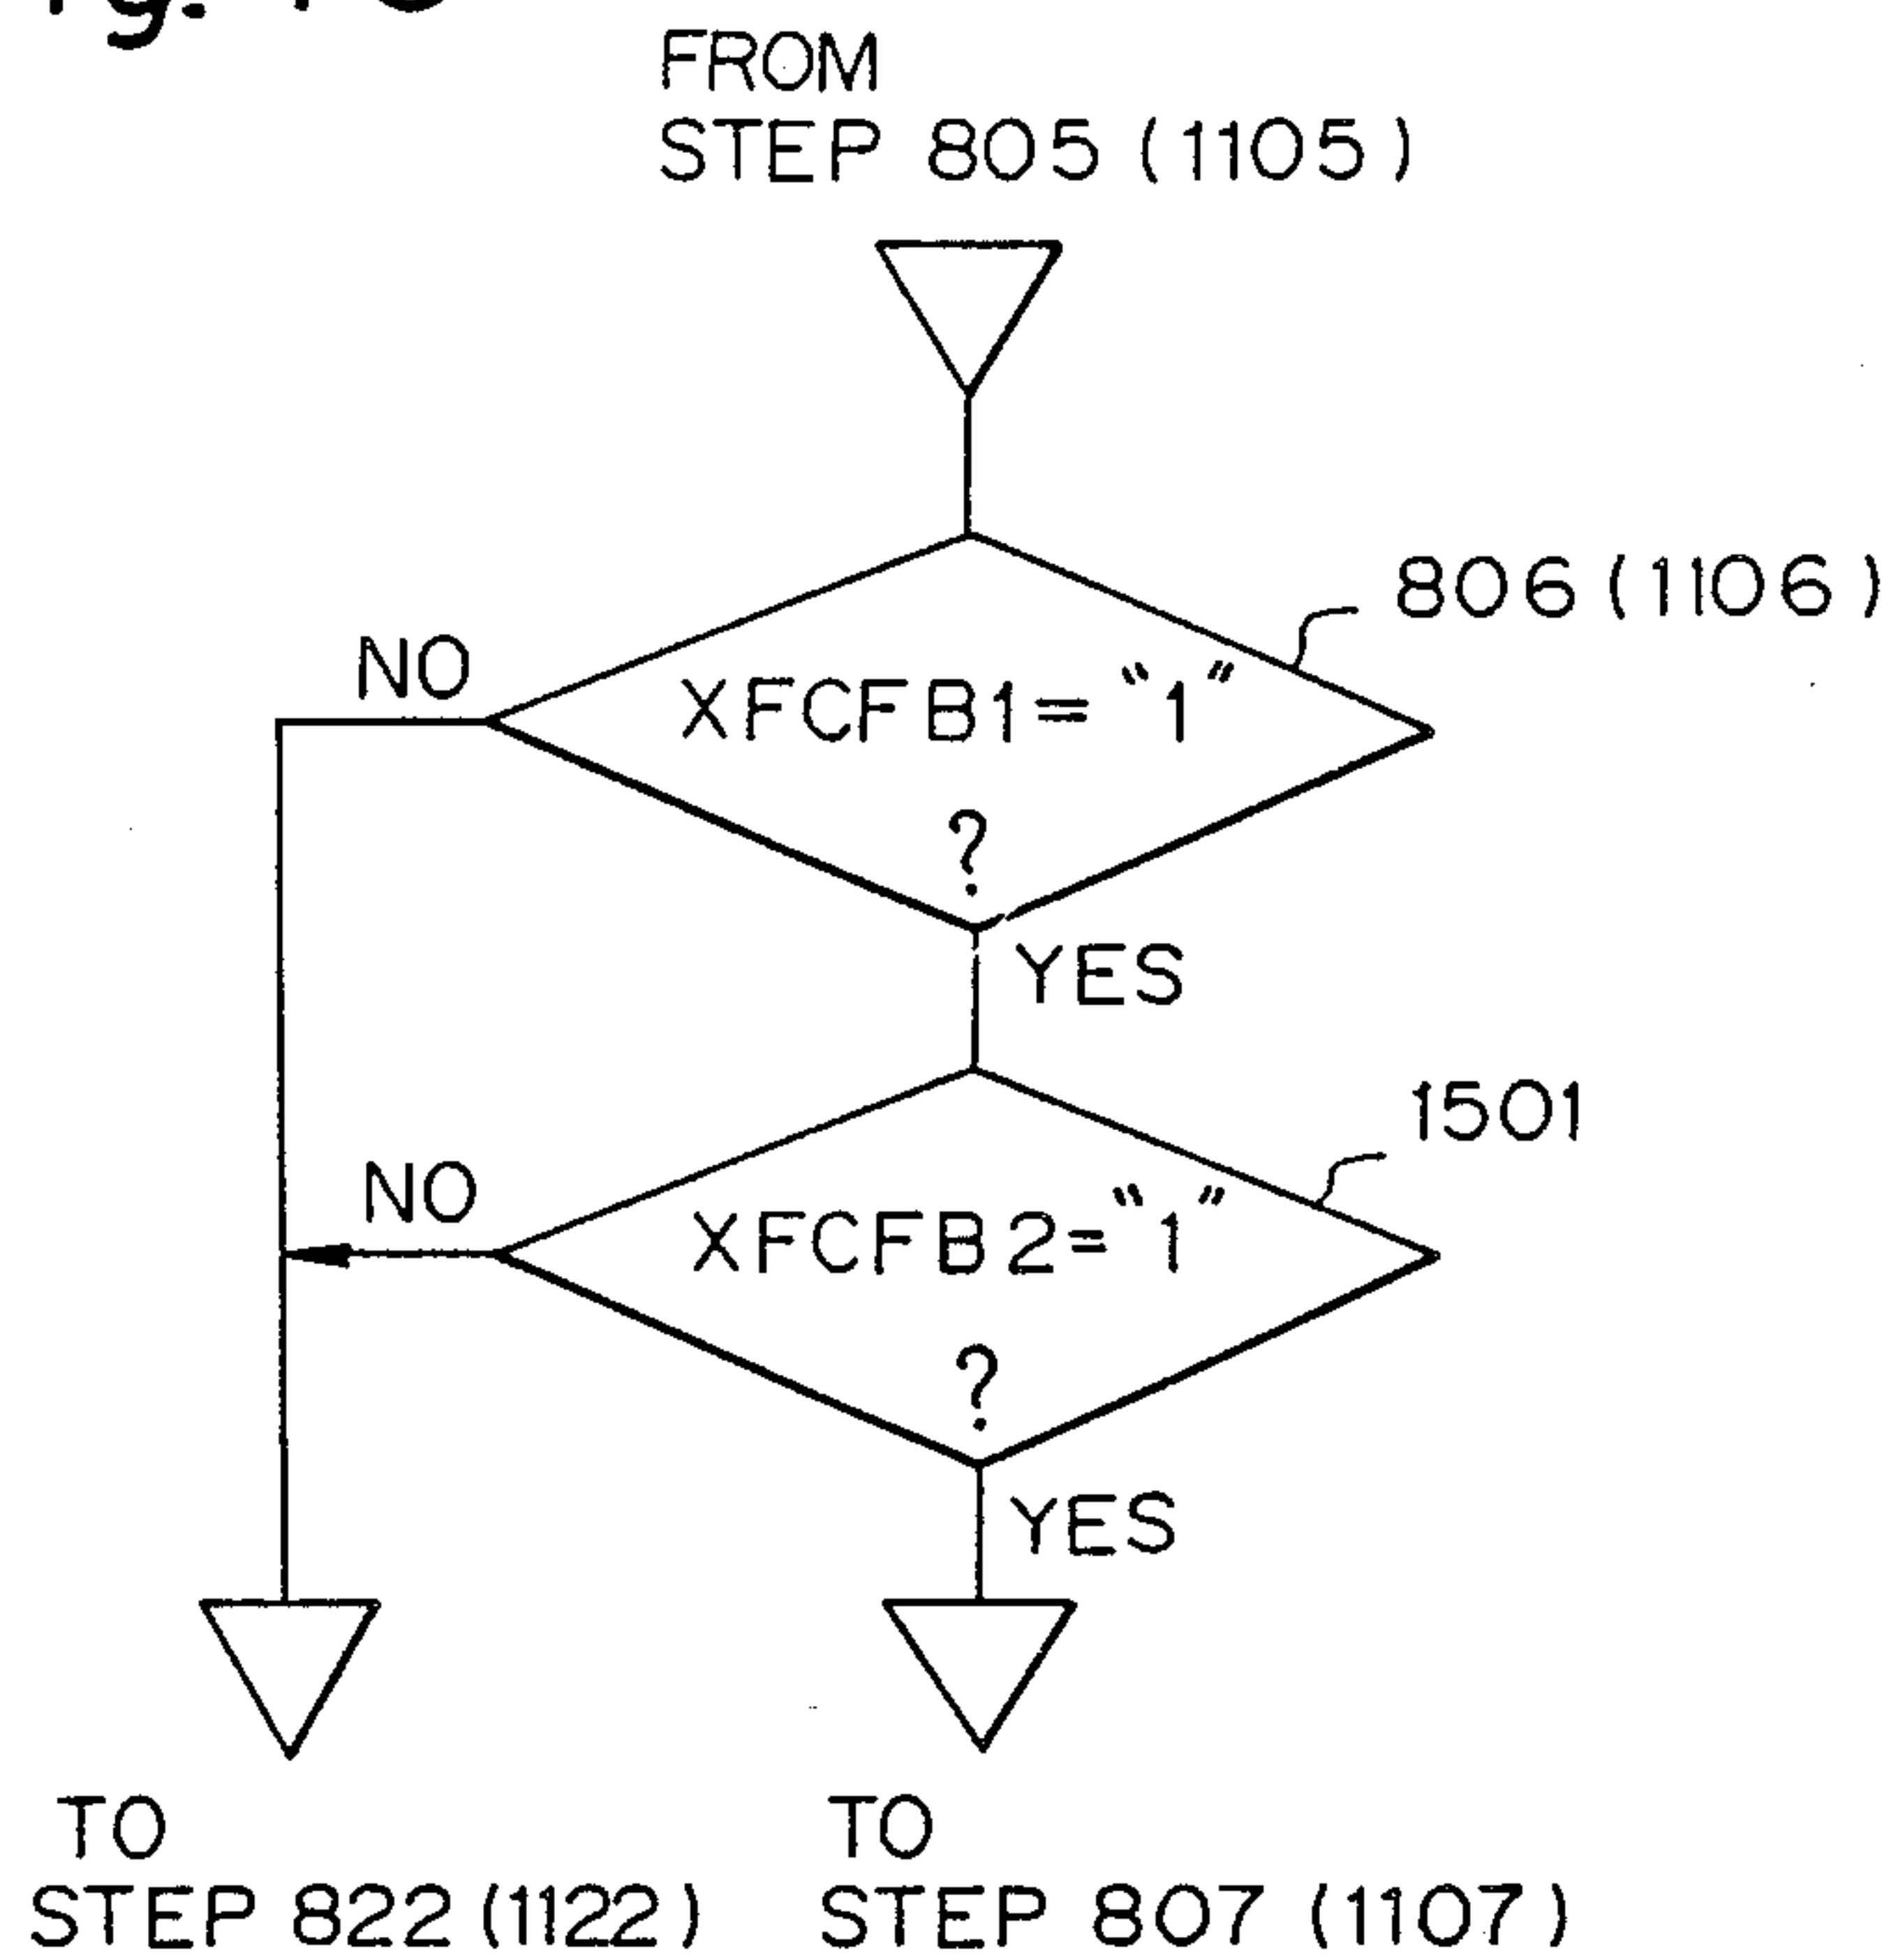 FROM
STEP 805 (1105)
806 (1106)
NO
XFCFB1= "1"
?
YES
1501
NO
XFCFB2="1"
?
YES
TO
STEP 822 (1122)
TO
STEP 807 (1107)